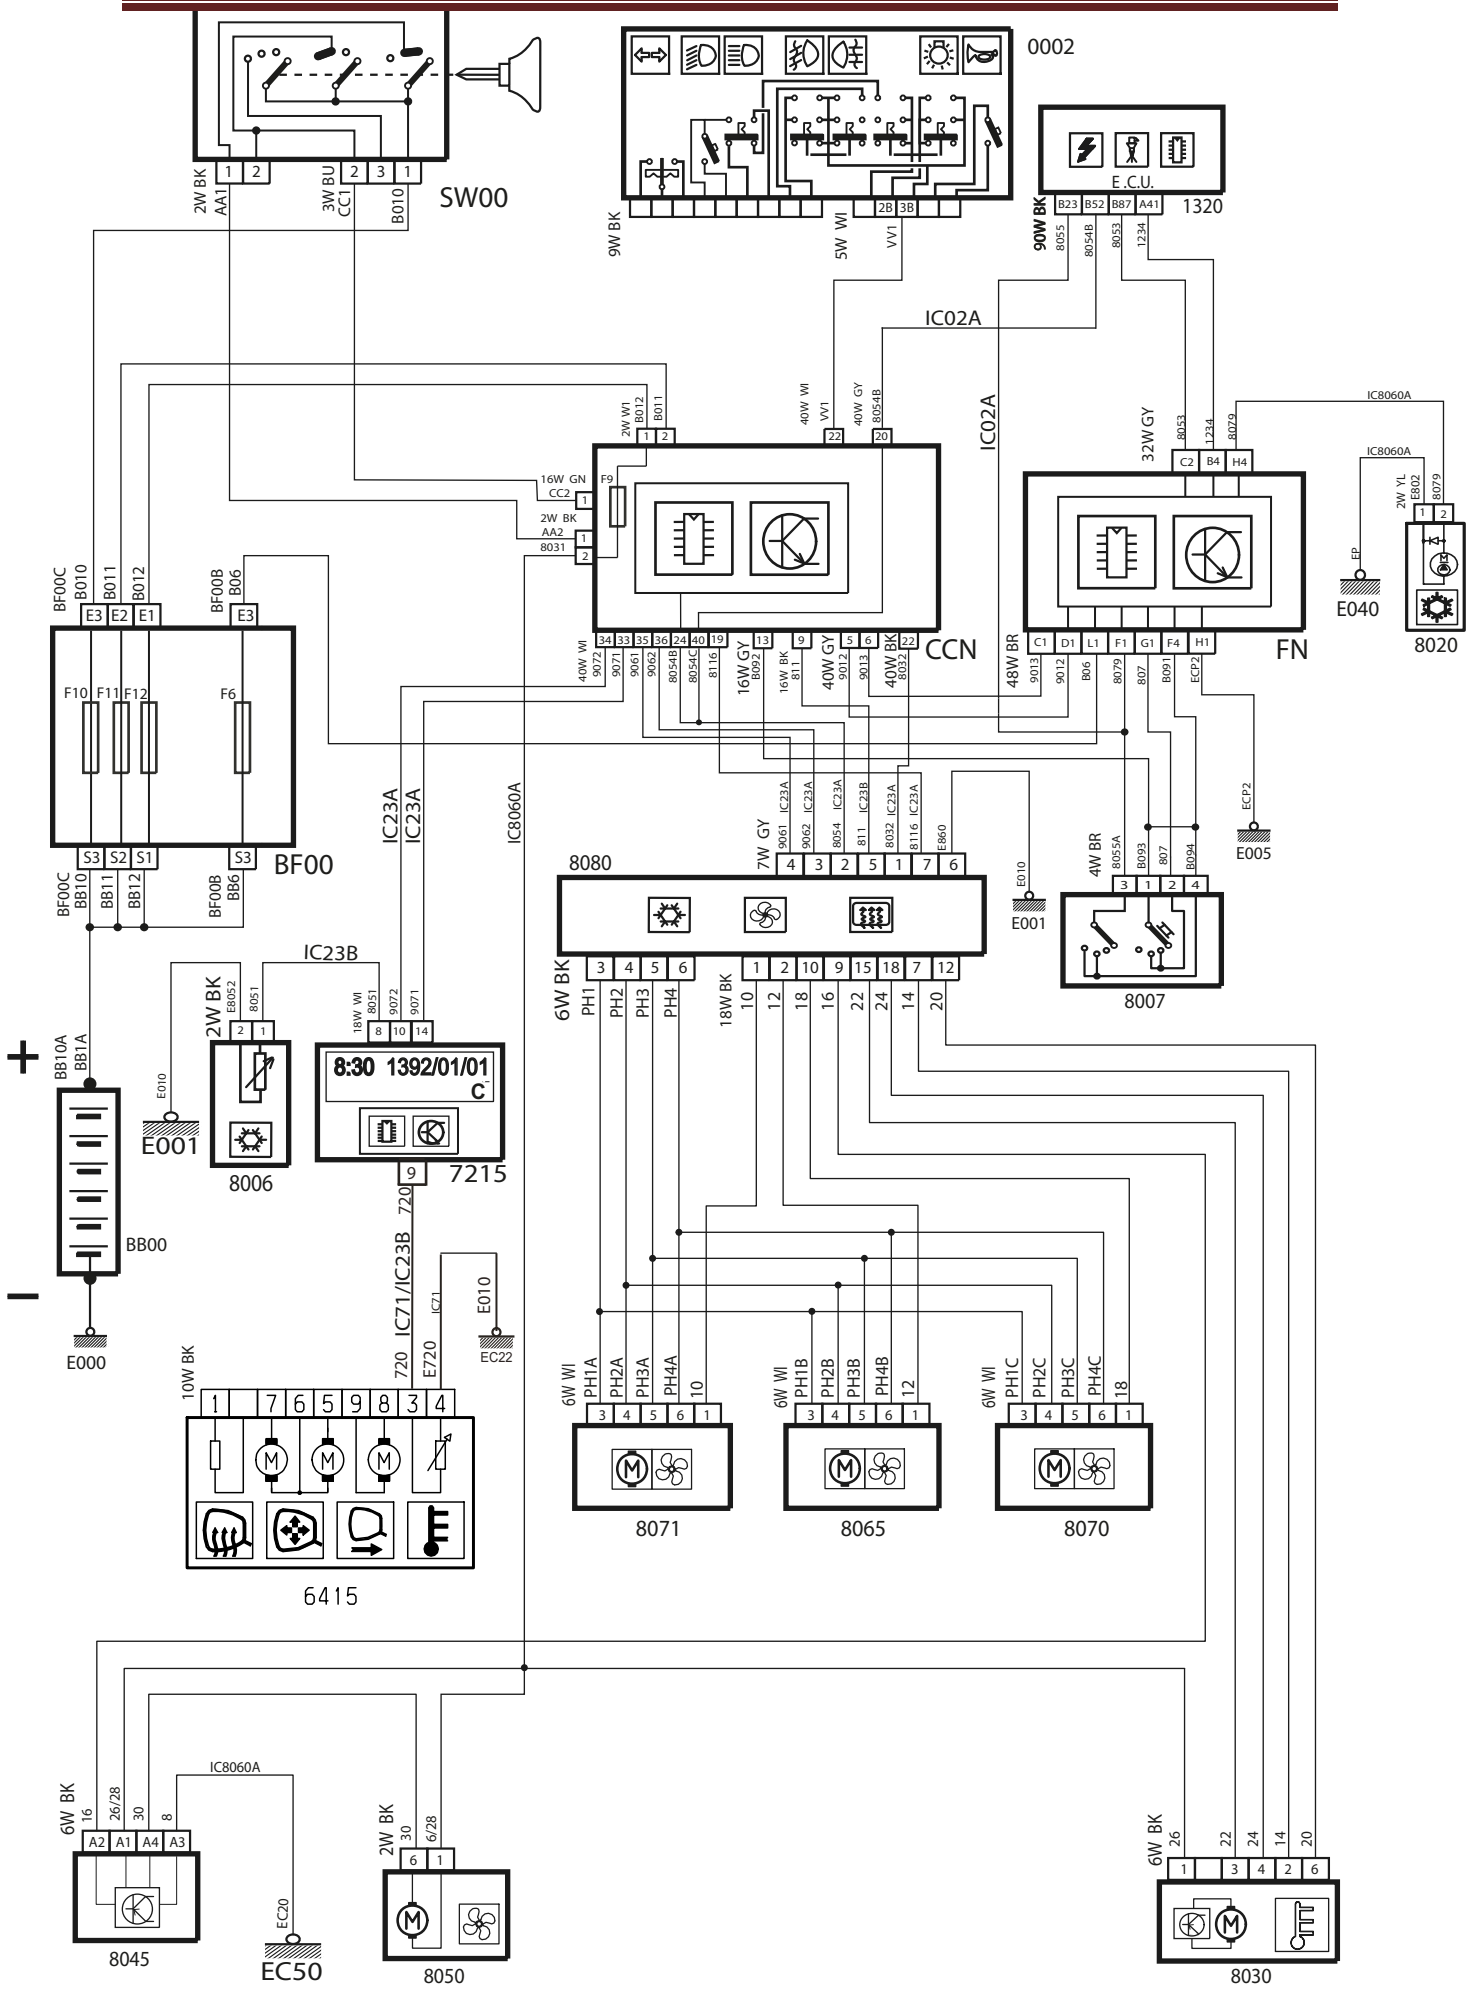 0002
E.C.U.
1 2 2 3 1
2W BK
AA1
3W BU
CC1
B010
SW00
9W BK
5W WI
2B 3B
VV1
90W BK
B23 B52 B87 A41
1320
8055
8054B
8053
1234
IC02A
IC02A
2W W1
B012
B011
1 2
40W WI
VV1
22
40W GY
8054B
20
32W GY
8053
1234
8079
C2 B4 H4
IC8060A
IC8060A
2W YL
E802
8079
1 2
M
8020
EP
E040
16W GN
CC2
1
2W BK
AA2
1
8031
2
F9
CCN
FN
BF00C
B010
B011
B012
BF00B
B06
E3 E2 E1 E3
F10 F11 F12 F6
S3 S2 S1 S3
BF00
BF00C
BB10
BB11
BB12
BF00B
BB6
34 33 35 36 24 40 19 13 9 5 6 22
40W WI
9072
9071
9061
9062
8054B
8054C
8116
16W GY
B092
16W BK
811
40W GY
9012
9013
40W BK
8032
C1 D1 L1 F1 G1 F4 H1
48W BR
9013
9012
B06
8079
807
B091
ECP2
ECP2
E005
IC23A
IC23A
IC8060A
7W GY
9061 IC23A
9062 IC23A
8054 IC23A
811 IC23B
8032 IC23A
8116 IC23A
E860
4 3 2 5 1 7 6
8080
E010
E001
4W BR
8055A
B093
807
B094
3 1 2 4
8007
3 4 5 6 1 2 10 9 15 18 7 12
6W BK
PH1
PH2
PH3
PH4
18W BK
10
12
18
16
22
24
14
20
IC23B
2W BK
E8052
8051
2 1
8006
E010
E001
18W WI
8051
9072
9071
8 10 14
8:30 1392/01/01
C
9
7215
720
IC71/IC23B
720
IC71
E720
E010
EC22
+
BB10A
BB1A
BB00
−
E000
10W BK
1 7 6 5 9 8 3 4
M M M
6415
6W WI
PH1A
PH2A
PH3A
PH4A
10
3 4 5 6 1
M
8071
6W WI
PH1B
PH2B
PH3B
PH4B
12
3 4 5 6 1
M
8065
6W WI
PH1C
PH2C
PH3C
PH4C
18
3 4 5 6 1
M
8070
6W BK
16
26/28
30
8
A2 A1 A4 A3
8045
IC8060A
EC20
EC50
2W BK
30
6/28
6 1
M
8050
6W BK
26
22
24
14
20
1 3 4 2 6
M
8030